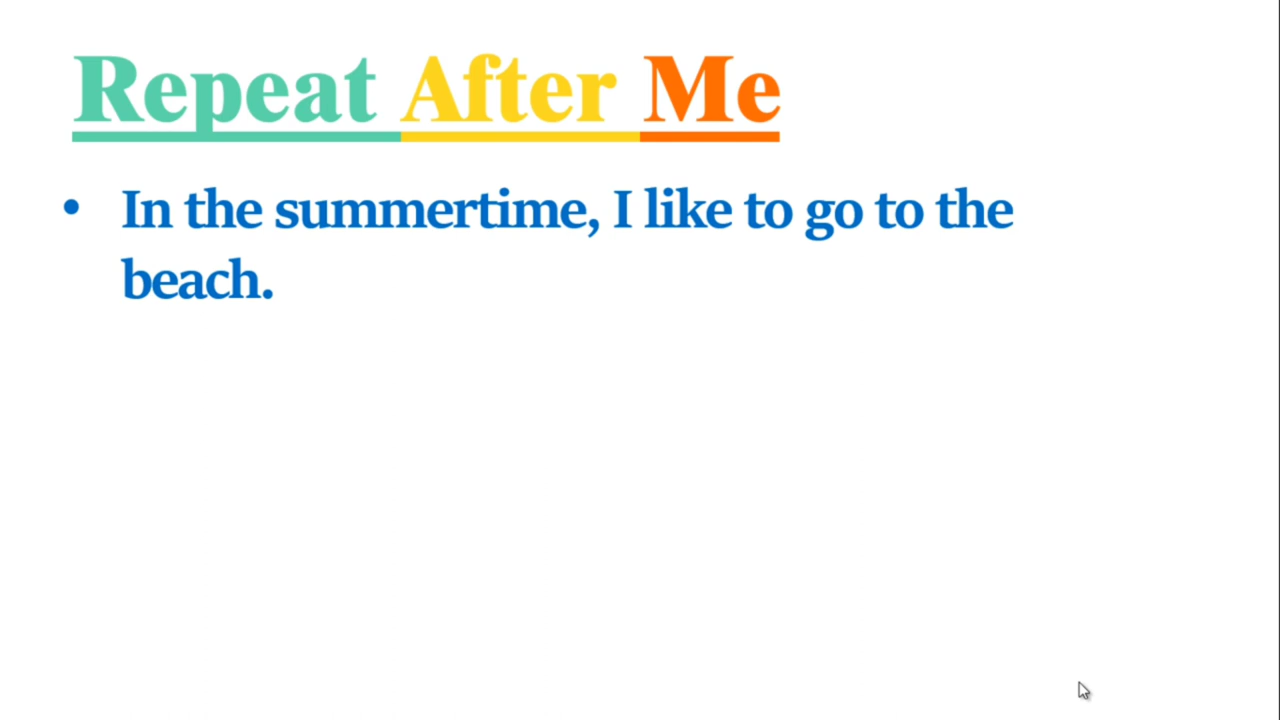 Repeat After Me
• In the summertime, I like to go to the
beach.